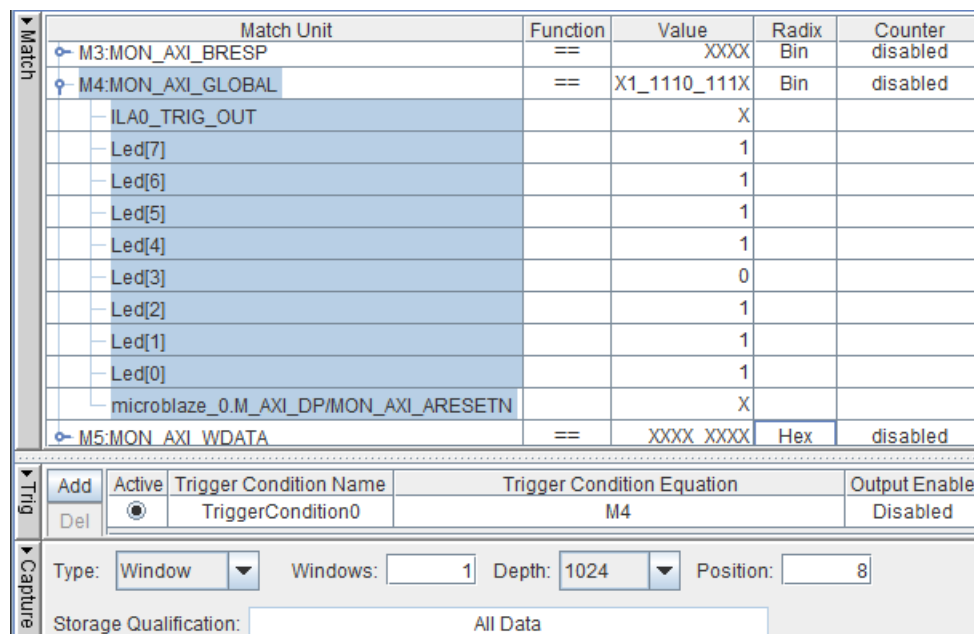 Match
Match Unit Function Value Radix Counter
M3:MON_AXI_BRESP == XXXX Bin disabled
M4:MON_AXI_GLOBAL == X1_1110_111X Bin disabled
ILA0_TRIG_OUT X
Led[7] 1
Led[6] 1
Led[5] 1
Led[4] 1
Led[3] 0
Led[2] 1
Led[1] 1
Led[0] 1
microblaze_0.M_AXI_DP/MON_AXI_ARESETN X
M5:MON_AXI_WDATA == XXXX_XXXX Hex disabled
Trig
Add Active Trigger Condition Name Trigger Condition Equation Output Enable
Del TriggerCondition0 M4 Disabled
Capture
Type: Window Windows: 1 Depth: 1024 Position: 8
Storage Qualification: All Data